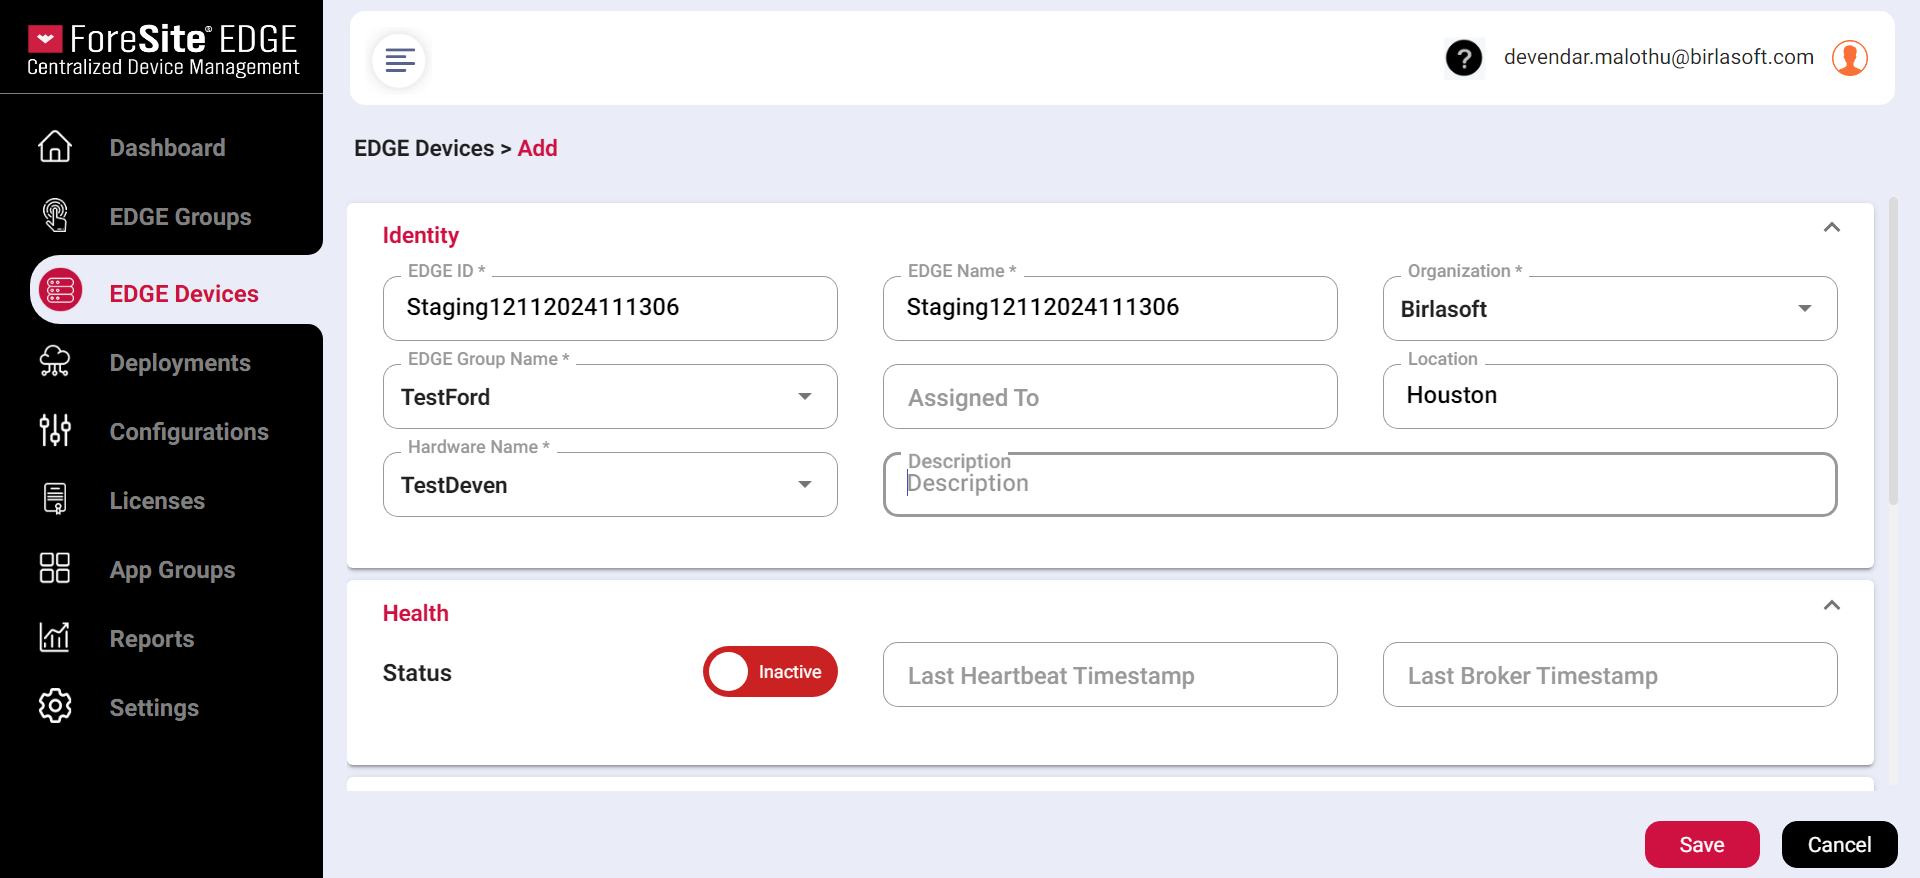 ForeSite® EDGE
Centralized Device Management
Dashboard
EDGE Groups
EDGE Devices
Deployments
Configurations
Licenses
App Groups
Reports
Settings
?
devendar.malothu@birlasoft.com
EDGE Devices > Add
Identity
EDGE ID *
Staging12112024111306
EDGE Name *
Staging12112024111306
Organization *
Birlasoft
EDGE Group Name *
TestFord
Assigned To
Location
Houston
Hardware Name *
TestDeven
Description
Description
Health
Status
Inactive
Last Heartbeat Timestamp
Last Broker Timestamp
Save
Cancel